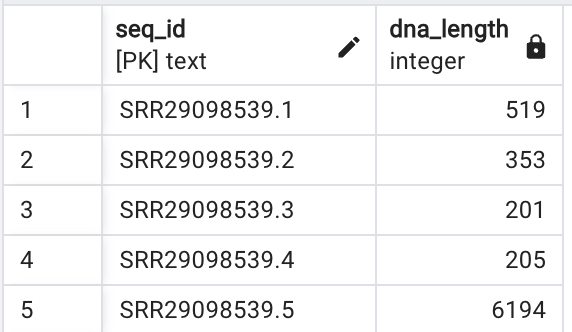 seq_id dna_length
[PK] text integer
1 SRR29098539.1 519
2 SRR29098539.2 353
3 SRR29098539.3 201
4 SRR29098539.4 205
5 SRR29098539.5 6194